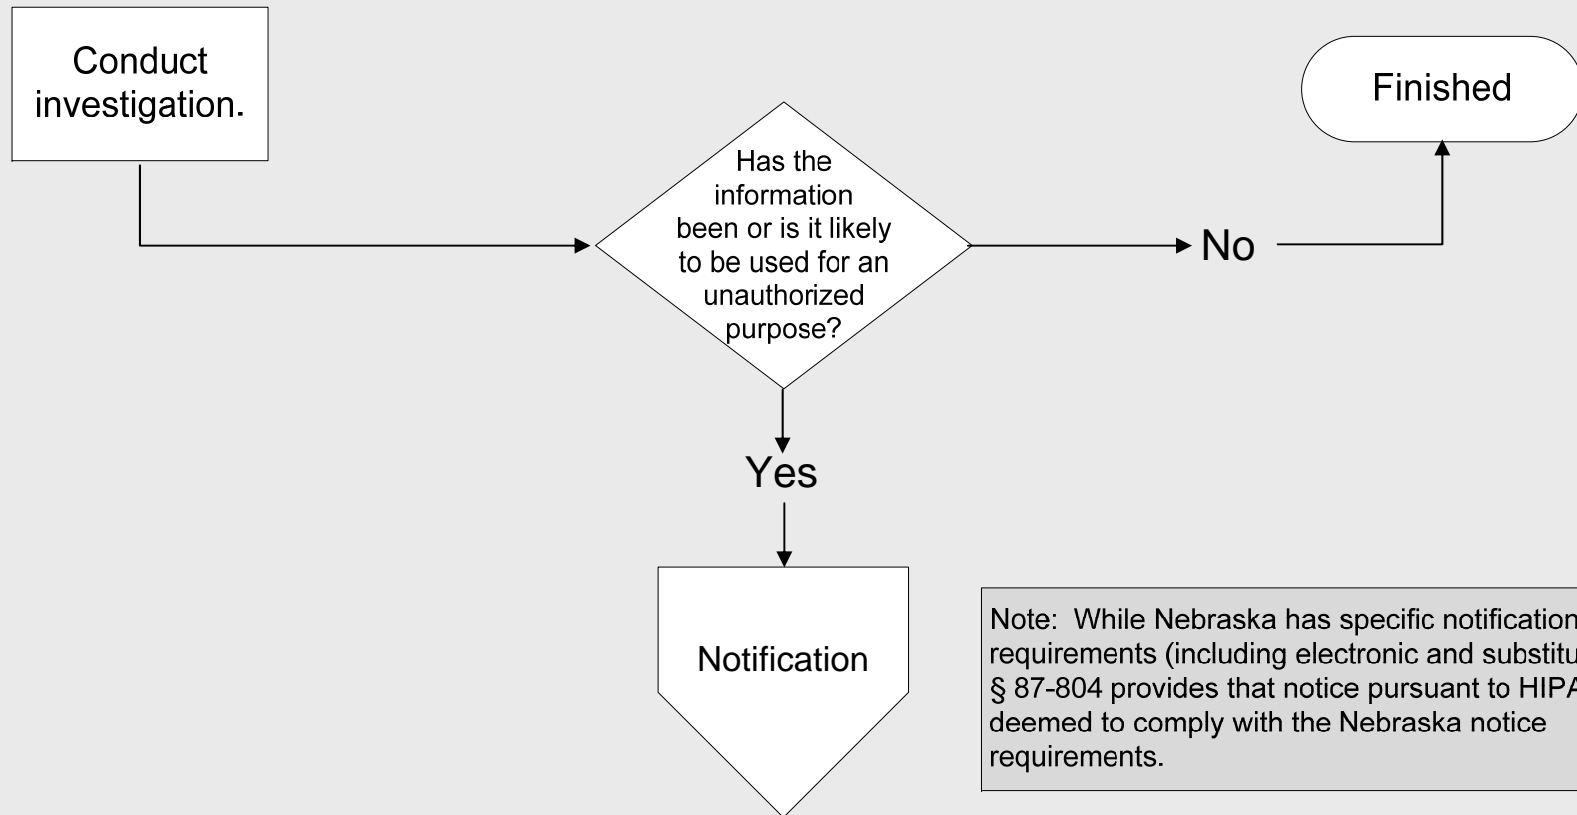 Conduct
investigation.
Finished
Has the
information
been or is it likely
to be used for an
unauthorized
purpose?
No
Yes
Notification
Note: While Nebraska has specific notification
requirements (including electronic and
§ 87-804 provides that notice pursuant to
deemed to comply with the Nebraska notice
requirements.